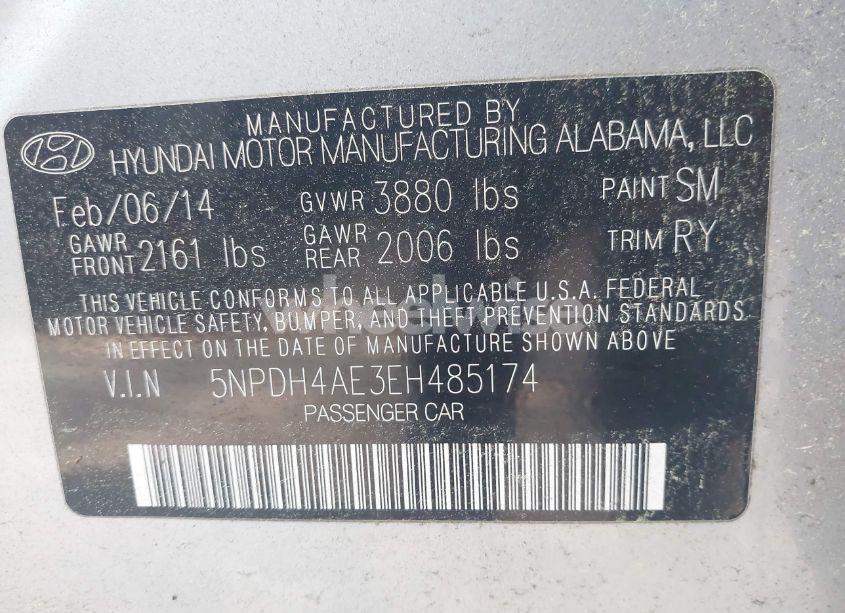 MANUFACTURED BY
HYUNDAI MOTOR MANUFACTURING ALABAMA, LLC
Feb/06/14 GVWR 3880 lbs PAINT SM
GAWR FRONT 2161 lbs GAWR REAR 2006 lbs TRIM RY
THIS VEHICLE CONFORMS TO ALL APPLICABLE U.S.A. FEDERAL
MOTOR VEHICLE SAFETY, BUMPER, AND THEFT PREVENTION STANDARDS
IN EFFECT ON THE DATE OF MANUFACTURE SHOWN ABOVE
V.I.N 5NPDH4AE3EH485174
PASSENGER CAR
wheelwise